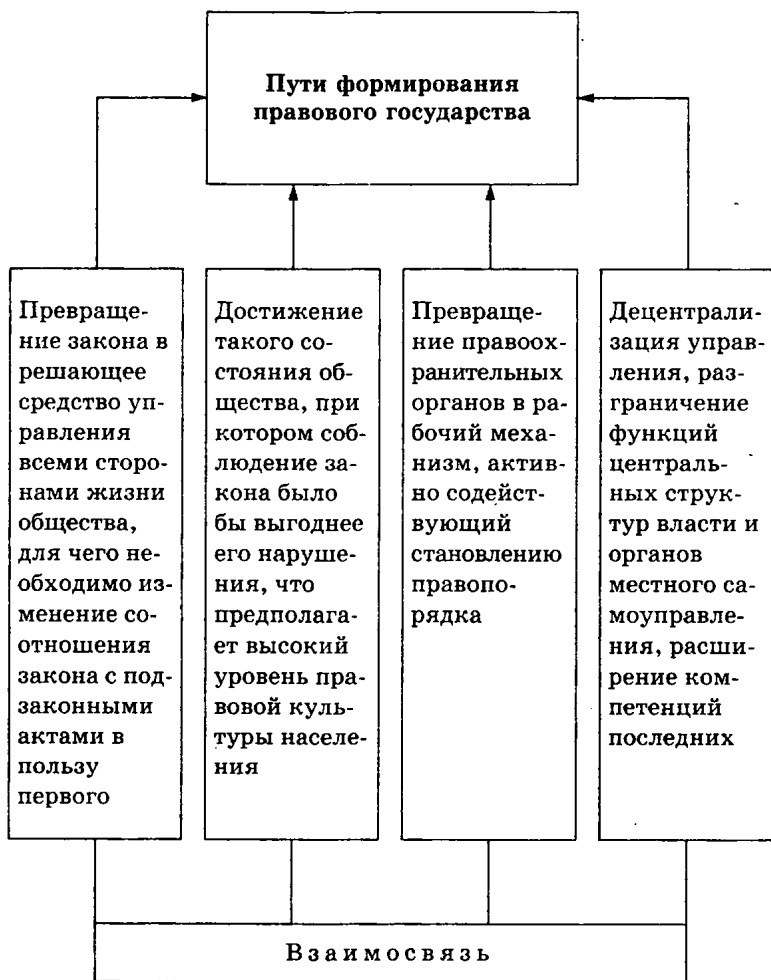 Пути формирования
правового государства
Превраще-
ние закона в
решающее
средство уп-
равления
всеми сторо-
нами жизни
общества,
для чего не-
обходимо из-
менение со-
отношения
закона с под-
законными
актами в
пользу
первого
Достижение
такого со-
стояния об-
щества, при
котором соб-
людение за-
кона было
бы выгоднее
его наруше-
ния, что
предполага-
ет высокий
уровень пра-
вовой куль-
туры населе-
ния
Превраще-
ние правоох-
ранительных
органов в ра-
бочий меха-
низм, актив-
но содейст-
вующий
становлению
правопо-
рядка
Децентрали-
зация управ-
ления, раз-
граничение
функций
централь-
ных струк-
тур власти и
органов
местного са-
моуправле-
ния, расши-
рение ком-
петенций
последних
Взаимосвязь